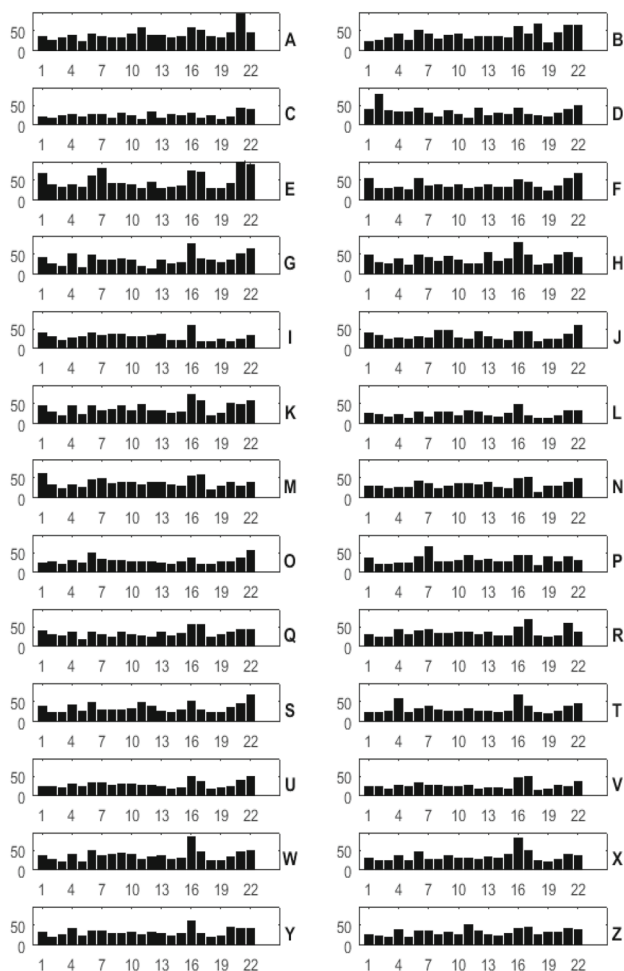 50 A 50 B
0 0
1 4 7 10 13 16 19 22 1 4 7 10 13 16 19 22
50 C 50 D
0 0
1 4 7 10 13 16 19 22 1 4 7 10 13 16 19 22
50 E 50 F
0 0
1 4 7 10 13 16 19 22 1 4 7 10 13 16 19 22
50 G 50 H
0 0
1 4 7 10 13 16 19 22 1 4 7 10 13 16 19 22
50 I 50 J
0 0
1 4 7 10 13 16 19 22 1 4 7 10 13 16 19 22
50 K 50 L
0 0
1 4 7 10 13 16 19 22 1 4 7 10 13 16 19 22
50 M 50 N
0 0
1 4 7 10 13 16 19 22 1 4 7 10 13 16 19 22
50 O 50 P
0 0
1 4 7 10 13 16 19 22 1 4 7 10 13 16 19 22
50 Q 50 R
0 0
1 4 7 10 13 16 19 22 1 4 7 10 13 16 19 22
50 S 50 T
0 0
1 4 7 10 13 16 19 22 1 4 7 10 13 16 19 22
50 U 50 V
0 0
1 4 7 10 13 16 19 22 1 4 7 10 13 16 19 22
50 W 50 X
0 0
1 4 7 10 13 16 19 22 1 4 7 10 13 16 19 22
50 Y 50 Z
0 0
1 4 7 10 13 16 19 22 1 4 7 10 13 16 19 22